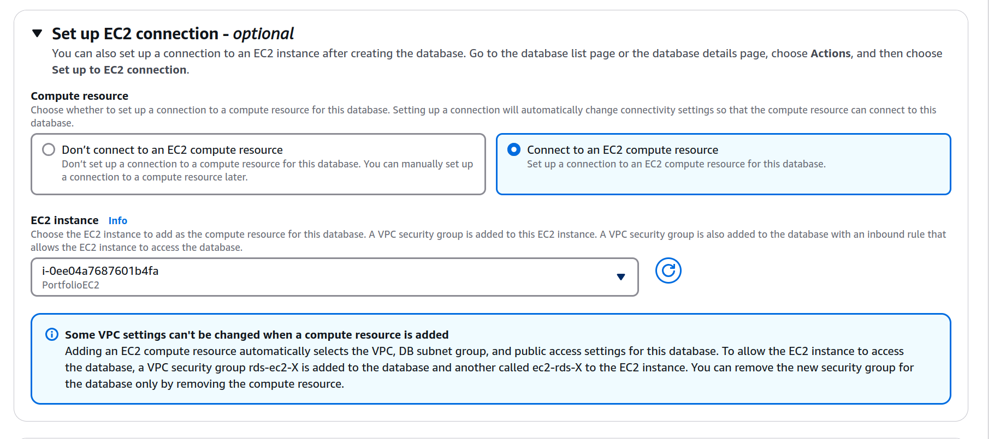 Set up EC2 connection - optional
You can also set up a connection to an EC2 instance after creating the database. Go to the database list page or the database details page, choose Actions, and then choose
Set up to EC2 connection.
Compute resource
Choose whether to set up a connection to a compute resource for this database. Setting up a connection will automatically change connectivity settings so that the compute resource can connect to this
database.
Don’t connect to an EC2 compute resource
Don’t set up a connection to a compute resource for this database. You can manually set up
a connection to a compute resource later.
Connect to an EC2 compute resource
Set up a connection to an EC2 compute resource for this database.
EC2 instance Info
Choose the EC2 instance to add as the compute resource for this database. A VPC security group is added to this EC2 instance. A VPC security group is also added to the database with an inbound rule that
allows the EC2 instance to access the database.
i-0ee04a7687601b4fa
PortfolioEC2
Some VPC settings can't be changed when a compute resource is added
Adding an EC2 compute resource automatically selects the VPC, DB subnet group, and public access settings for this database. To allow the EC2 instance to access
the database, a VPC security group rds-ec2-X is added to the database and another called ec2-rds-X to the EC2 instance. You can remove the new security group for
the database only by removing the compute resource.